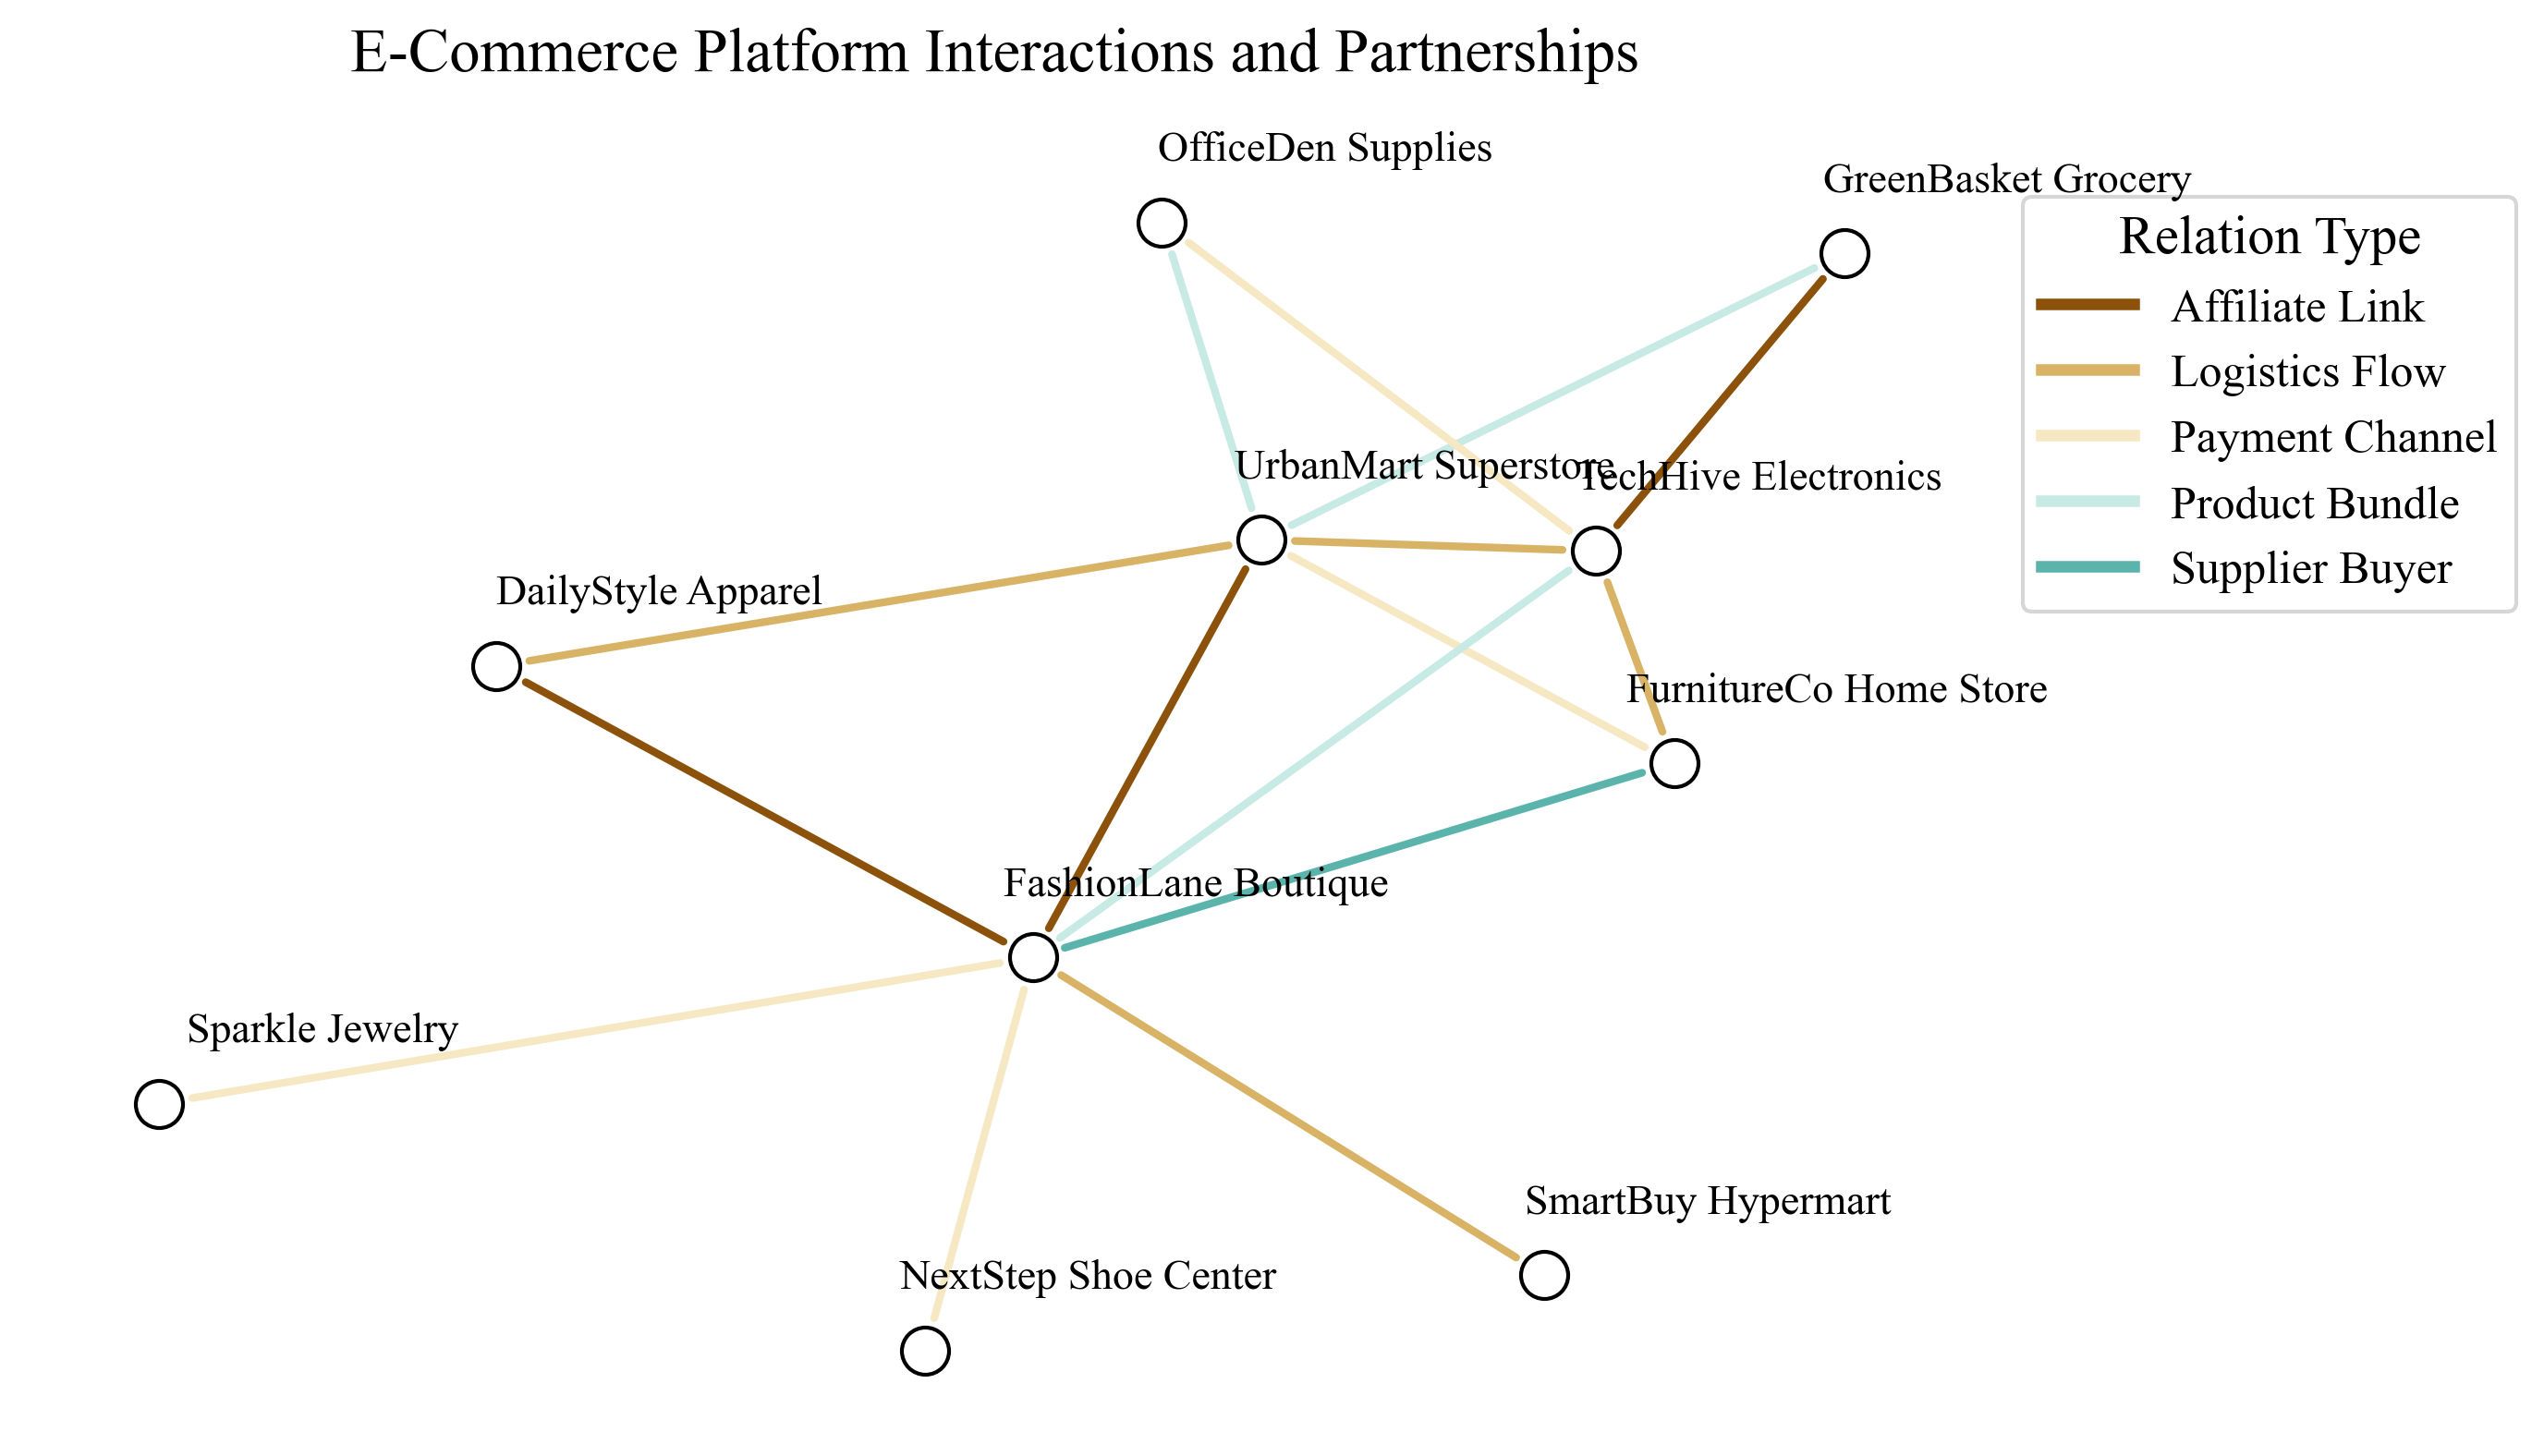 E-Commerce Platform Interactions and Partnerships
OfficeDen Supplies
GreenBasket Grocery
Relation Type
Affiliate Link
Logistics Flow
Payment Channel
Product Bundle
Supplier Buyer
UrbanMart Superstore
TechHive Electronics
DailyStyle Apparel
FurnitureCo Home Store
FashionLane Boutique
Sparkle Jewelry
SmartBuy Hypermart
NextStep Shoe Center